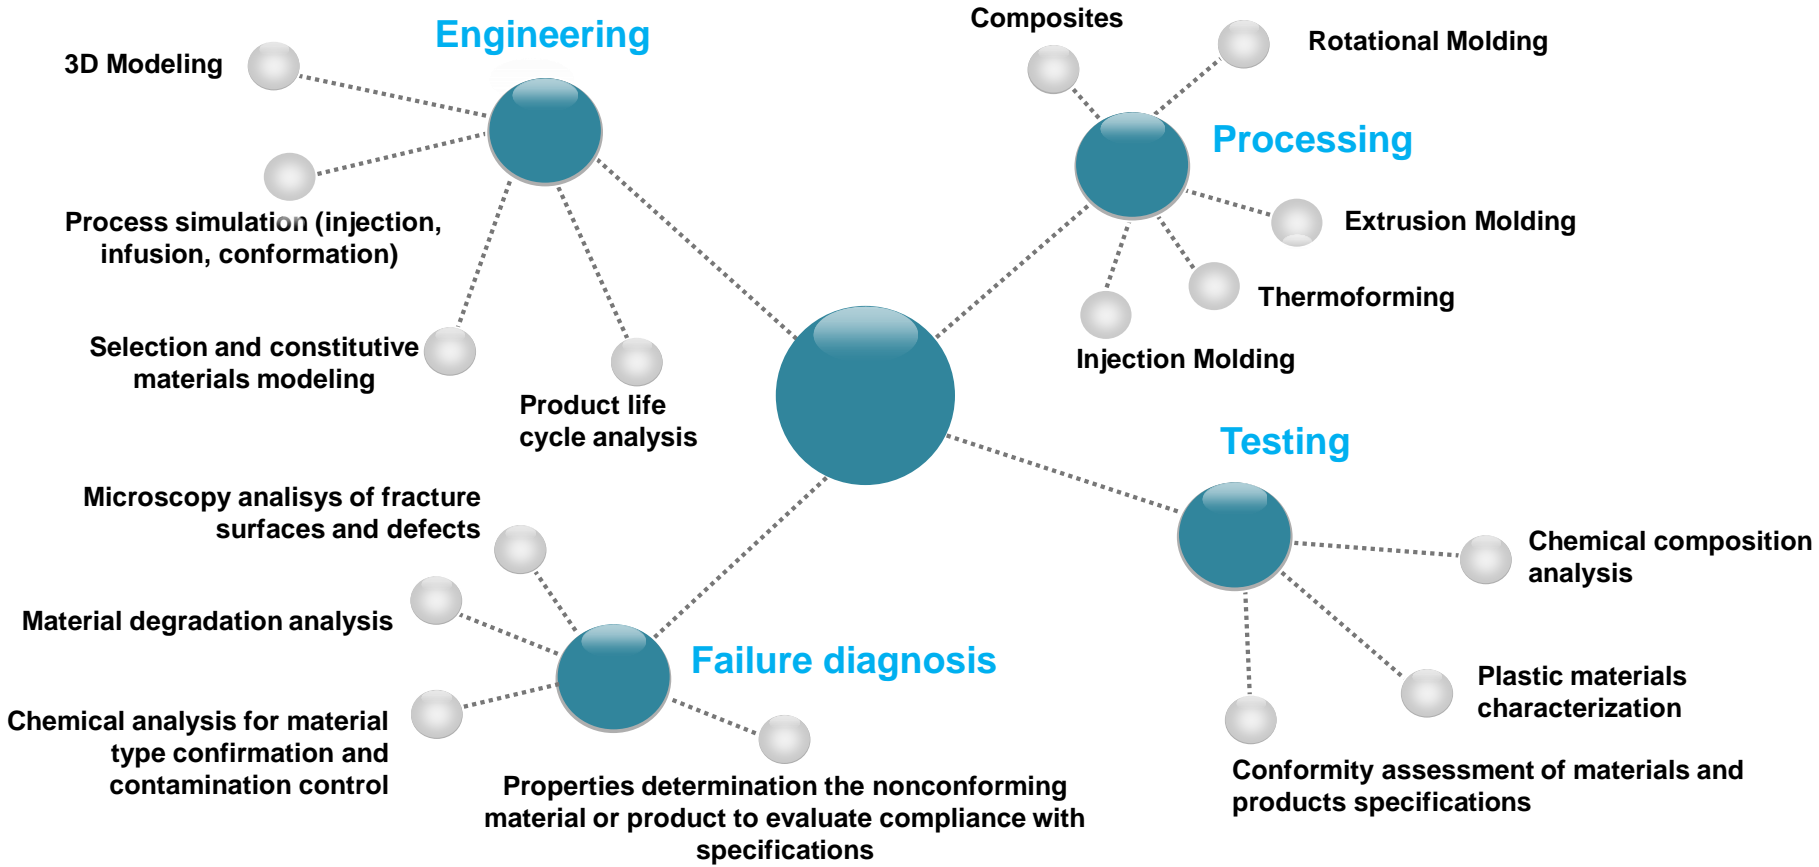 Engineering
3D Modeling
Process simulation (injection,
infusion, conformation)
Selection and constitutive
materials modeling
Product life
cycle analysis
Composites
Rotational Molding
Processing
Extrusion Molding
Thermoforming
Injection Molding
Testing
Chemical composition
analysis
Plastic materials
characterization
Conformity assessment of materials and
products specifications
Microscopy analisys of fracture
surfaces and defects
Material degradation analysis
Failure diagnosis
Chemical analysis for material
type confirmation and
contamination control
Properties determination the nonconforming
material or product to evaluate compliance with
specifications